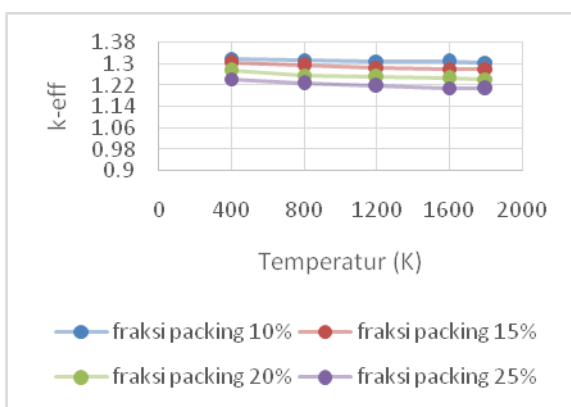 1.38
1.3
1.22
1.14
1.06
0.98
0.9
k-eff
0 400 800 1200 1600 2000
Temperatur (K)
fraksi packing 10% fraksi packing 15%
fraksi packing 20% fraksi packing 25%